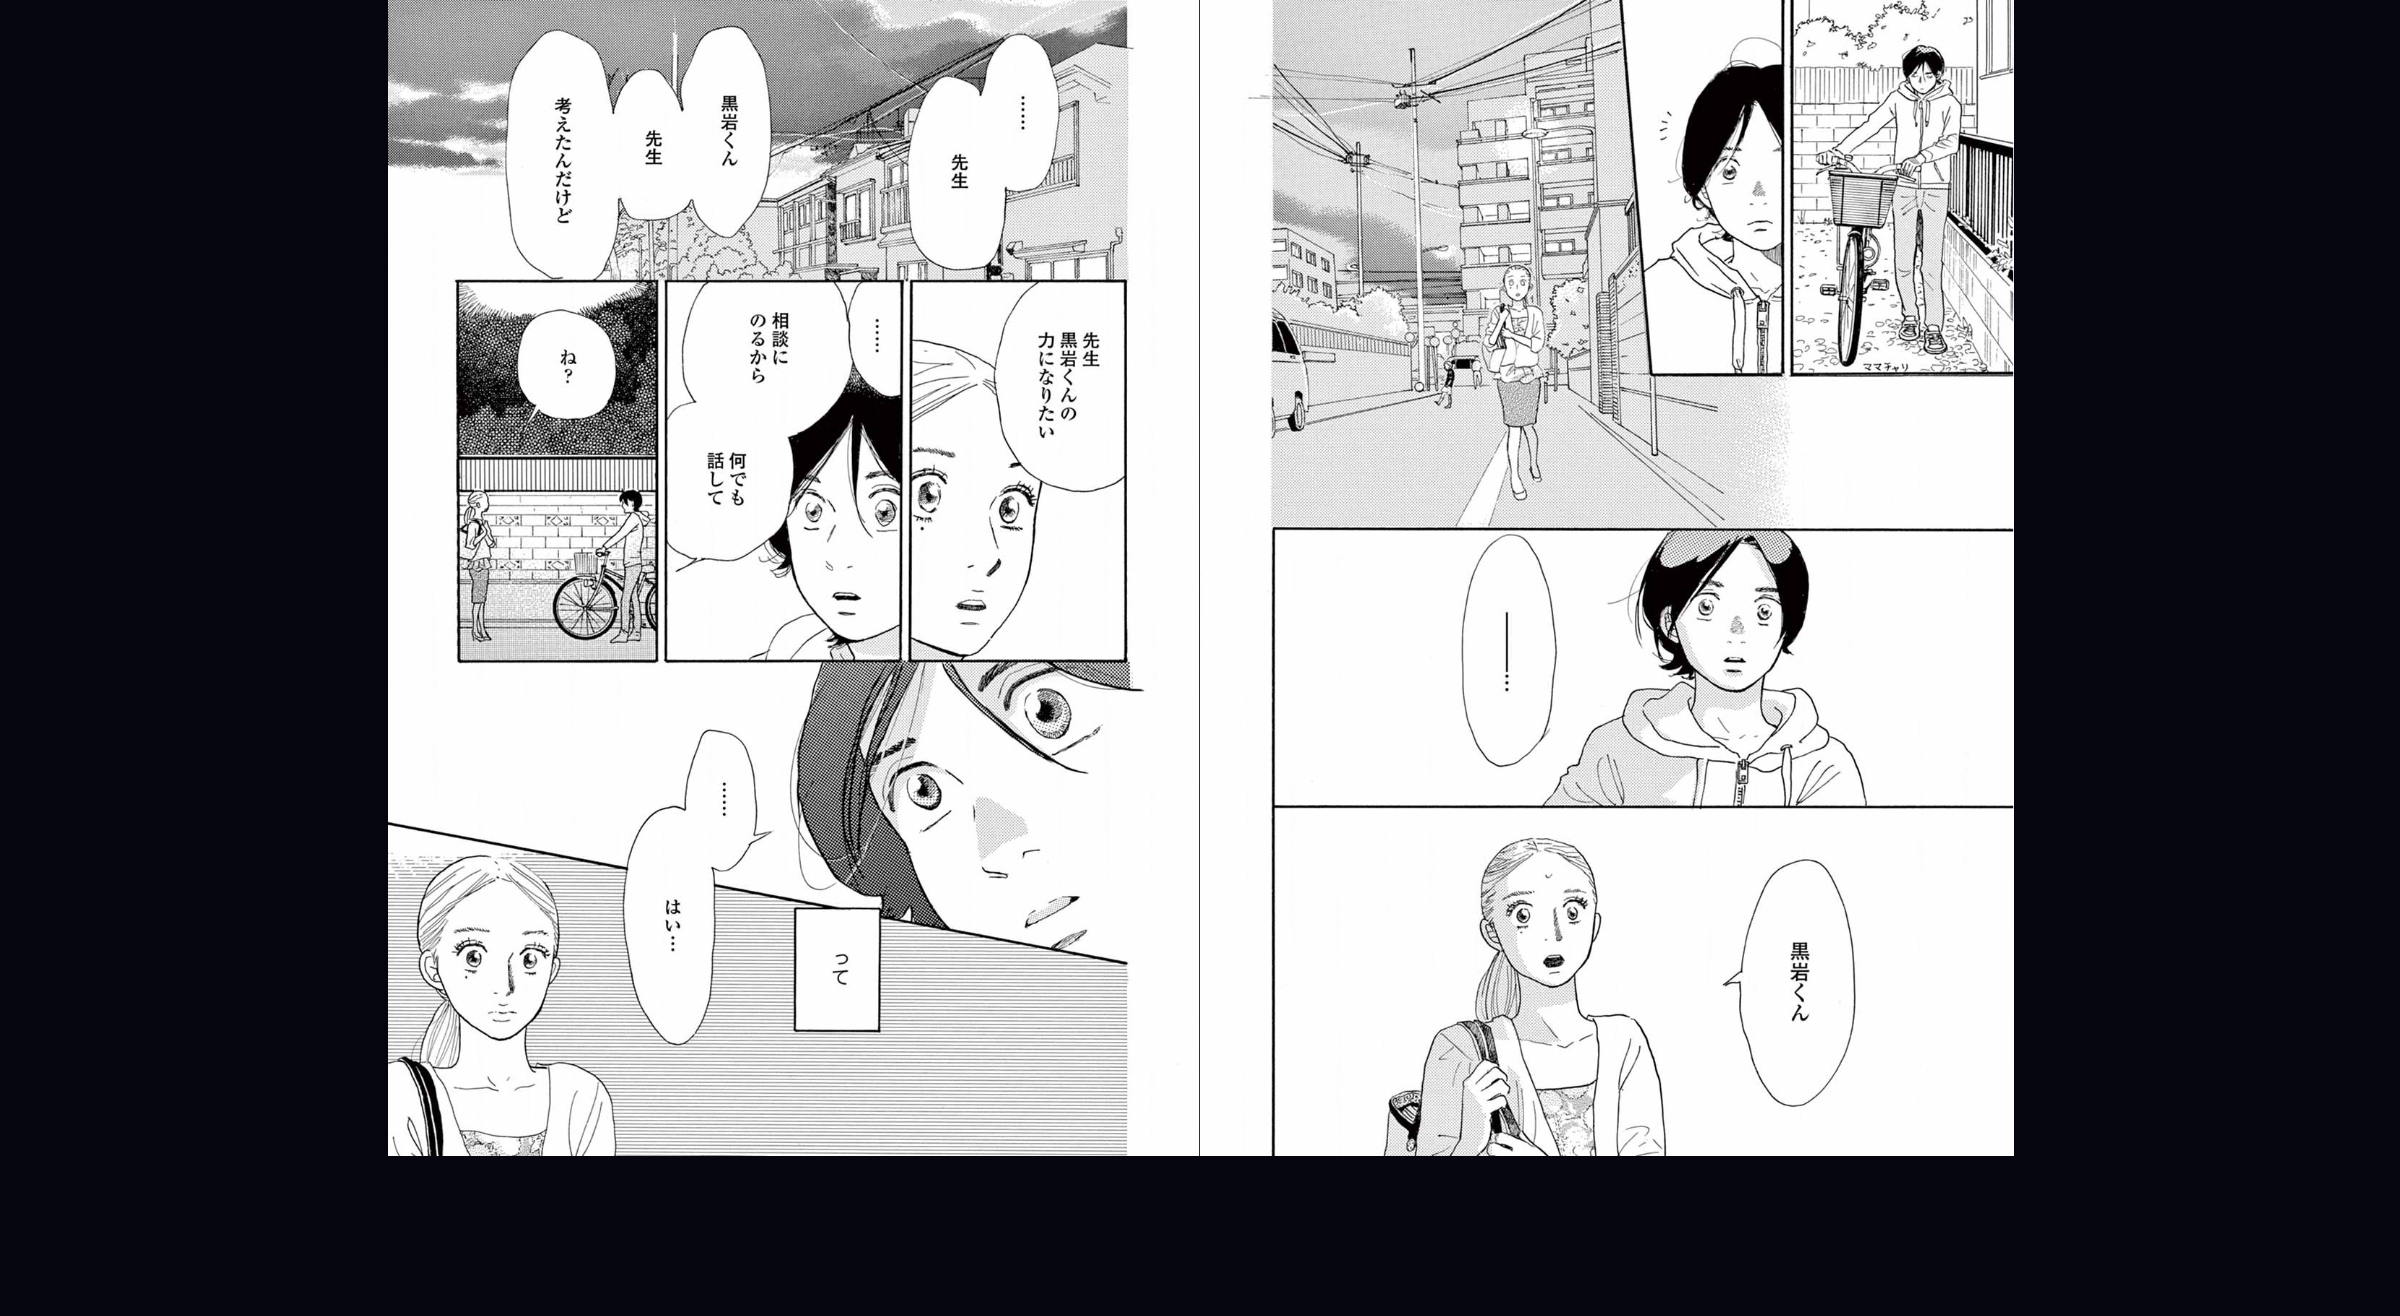 ママチャリ
――……
黒岩くん
……
先生
黒岩くん
先生
考えたんだけど
先生
黒岩くんの
力になりたい
……
相談に
のるから
何でも
話して
ね?
……
はい…
って